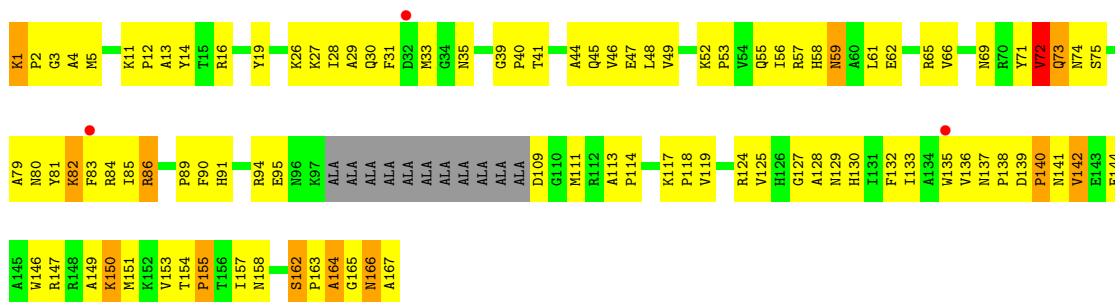 K1 P2 G3 A4 M5 K11 P12 A13 Y14 T15 R16 Y19 K26 K27 I28 A29 Q30 F31 D32 M33 G34 N35 G39 P40 T41 A44 Q45 V46 E47 L48 V49 K52 P53 V54 Q55 I56 R57 H58 N59 A60 L61 E62 R65 V66 N69 R70 Y71 V72 Q73 N74 S75
A79 N80 Y81 K82 F83 R84 I85 R86 P89 F90 H91 R94 E95 N96 K97 ALA ALA ALA ALA ALA ALA ALA ALA D109 G110 M111 R112 A113 P114 K117 P118 V119 R124 V125 H126 G127 A128 N129 H130 I131 F132 I133 A134 W135 V136 N137 P138 D139 P140 N141 V142 E143
A145 W146 R147 R148 A149 K150 M151 K152 V153 T154 P155 T156 I157 N158 S162 P163 A164 G165 N166 A167